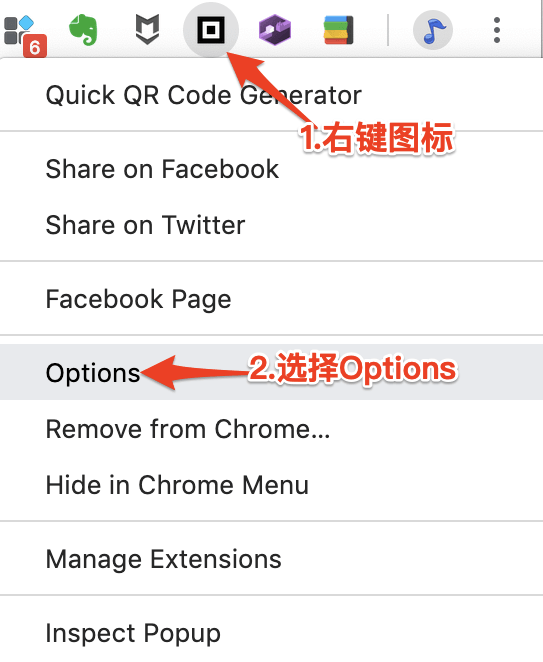 6
Quick QR Code Generator
1.右键图标
Share on Facebook
Share on Twitter
Facebook Page
Options
2.选择Options
Remove from Chrome...
Hide in Chrome Menu
Manage Extensions
Inspect Popup